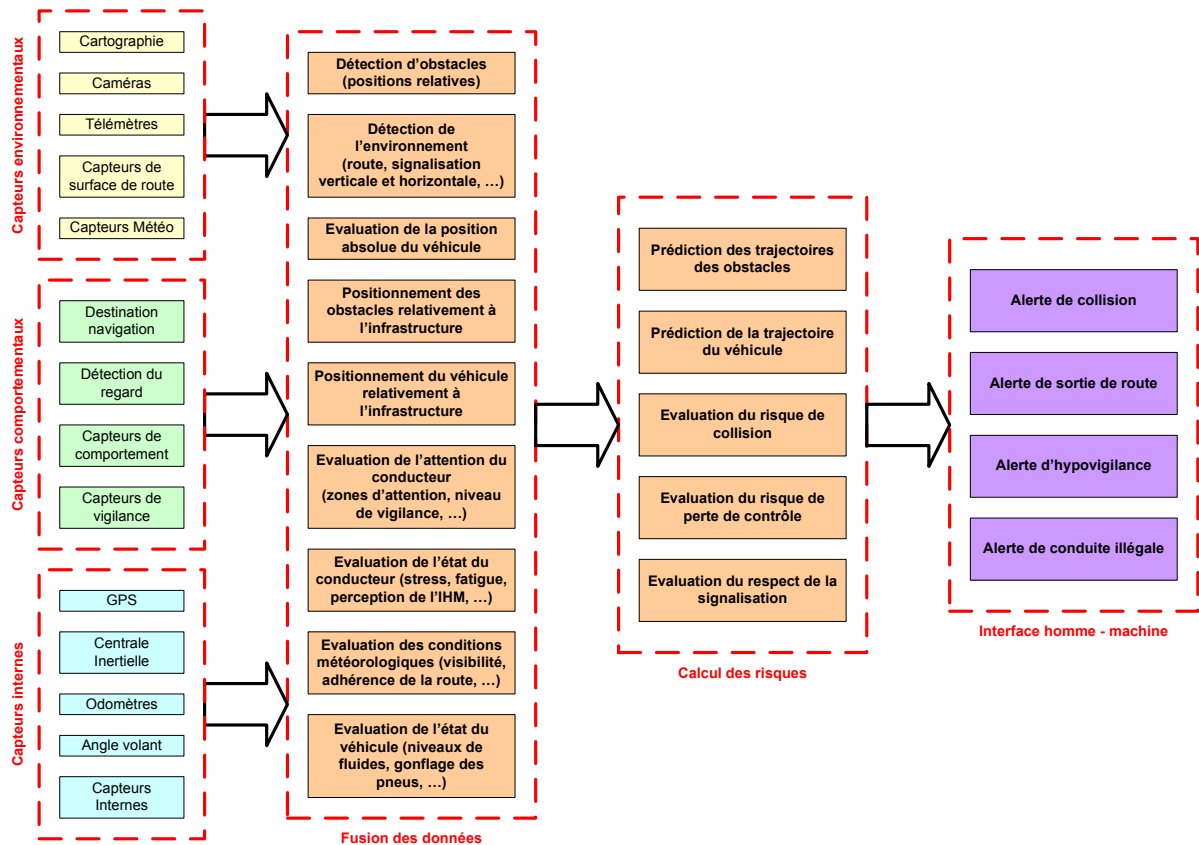 Capteurs environnementaux
Cartographie
Caméras
Télémètres
Capteurs de
surface de route
Capteurs Météo
Capteurs comportementaux
Destination
navigation
Détection du
regard
Capteurs de
comportement
Capteurs de
vigilance
Capteurs internes
GPS
Centrale
Inertielle
Odomètres
Angle volant
Capteurs
Internes
Détection d'obstacles
(positions relatives)
Détection de
l'environnement
(route, signalisation
verticale et horizontale, …)
Evaluation de la position
absolue du véhicule
Positionnement des
obstacles relativement à
l'infrastructure
Positionnement du véhicule
relativement à
l'infrastructure
Evaluation de l'attention du
conducteur
(zones d'attention, niveau
de vigilance, …)
Evaluation de l'état du
conducteur (stress, fatigue,
perception de l'IHM, …)
Evaluation des conditions
météorologiques (visibilité,
adhérence de la route, …)
Evaluation de l'état du
véhicule (niveaux de
fluides, gonflage des
pneus, …)
Fusion des données
Prédiction des trajectoires
des obstacles
Prédiction de la trajectoire
du véhicule
Evaluation du risque de
collision
Evaluation du risque de
perte de contrôle
Evaluation du respect de la
signalisation
Calcul des risques
Alerte de collision
Alerte de sortie de route
Alerte d'hypovigilance
Alerte de conduite illégale
Interface homme - machine